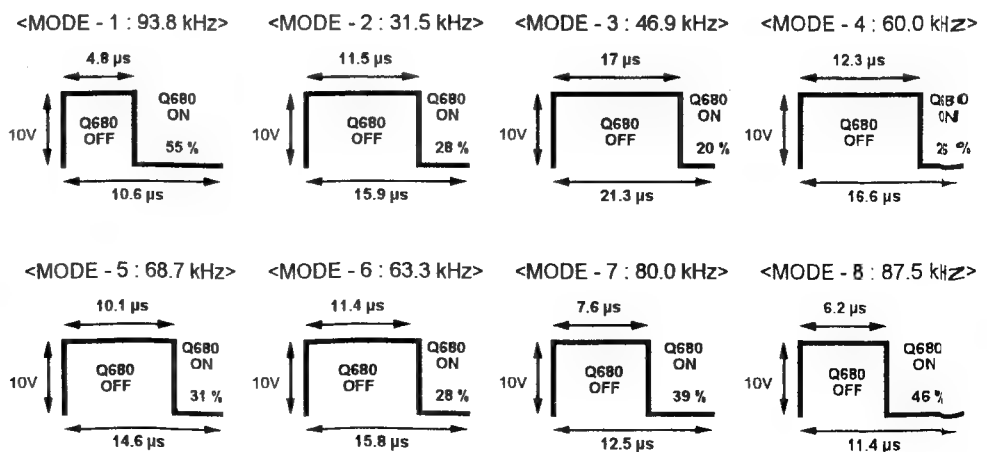 <MODE - 1 : 93.8 kHz>
4.8 µs
10V
Q680
OFF
Q680
ON
55 %
10.6 µs
<MODE - 2 : 31.5 kHz>
11.5 µs
10V
Q680
OFF
Q680
ON
28 %
15.9 µs
<MODE - 3 : 46.9 kHz>
17 µs
10V
Q680
OFF
Q680
ON
20 %
21.3 µs
<MODE - 4 : 60.0 kHz>
12.3 µs
10V
Q680
OFF
Q680
ON
16.6 µs
<MODE - 5 : 68.7 kHz>
10.1 µs
10V
Q680
OFF
Q680
ON
31 %
14.6 µs
<MODE - 6 : 63.3 kHz>
11.4 µs
10V
Q680
OFF
Q680
ON
28 %
15.8 µs
<MODE - 7 : 80.0 kHz>
7.6 µs
10V
Q680
OFF
Q680
ON
39 %
12.5 µs
<MODE - 8 : 87.5 kHz>
6.2 µs
10V
Q680
OFF
Q680
ON
46 %
11.4 µs